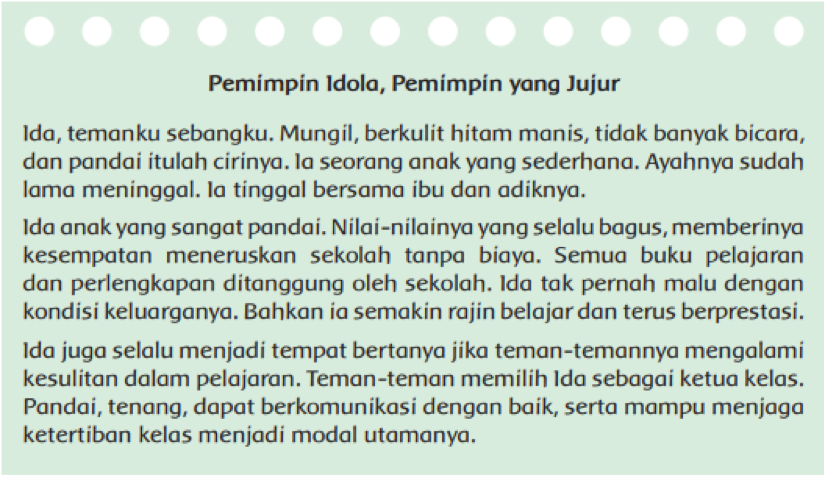 Pemimpin Idola, Pemimpin yang Jujur
Ida, temanku sebangku. Mungil, berkulit hitam manis, tidak banyak bicara,
dan pandai itulah cirinya. Ia seorang anak yang sederhana. Ayahnya sudah
lama meninggal. Ia tinggal bersama ibu dan adiknya.
Ida anak yang sangat pandai. Nilai-nilainya yang selalu bagus, memberinya
kesempatan meneruskan sekolah tanpa biaya. Semua buku pelajaran
dan perlengkapan ditanggung oleh sekolah. Ida tak pernah malu dengan
kondisi keluarganya. Bahkan ia semakin rajin belajar dan terus berprestasi.
Ida juga selalu menjadi tempat bertanya jika teman-temannya mengalami
kesulitan dalam pelajaran. Teman-teman memilih Ida sebagai ketua kelas.
Pandai, tenang, dapat berkomunikasi dengan baik, serta mampu menjaga
ketertiban kelas menjadi modal utamanya.